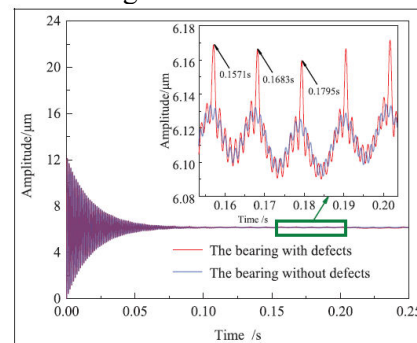 24
20
16
12
8
4
0
Amplitude/μm
6.18
6.16
6.14
6.12
6.10
6.08
Amplitude/μm
0.1571s
0.1683s
0.1795s
0.16 0.17 0.18 0.19 0.20
Time /s
The bearing with defects
The bearing without defects
0.00 0.05 0.10 0.15 0.20 0.25
Time /s